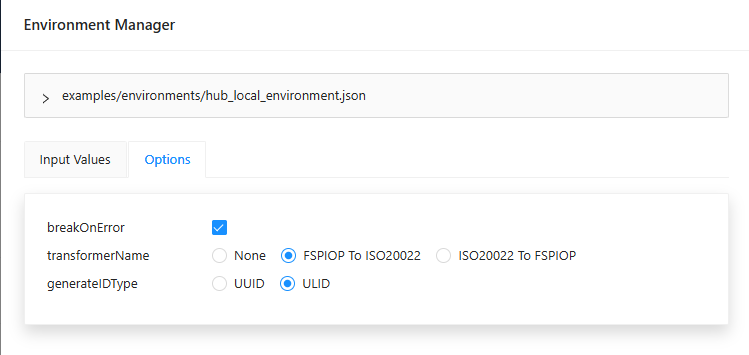 Environment Manager
examples/environments/hub_local_environment.json
Input Values Options
breakOnError
transformerName None FSPIOP To ISO20022 ISO20022 To FSPIOP
generateIDType UUID ULID